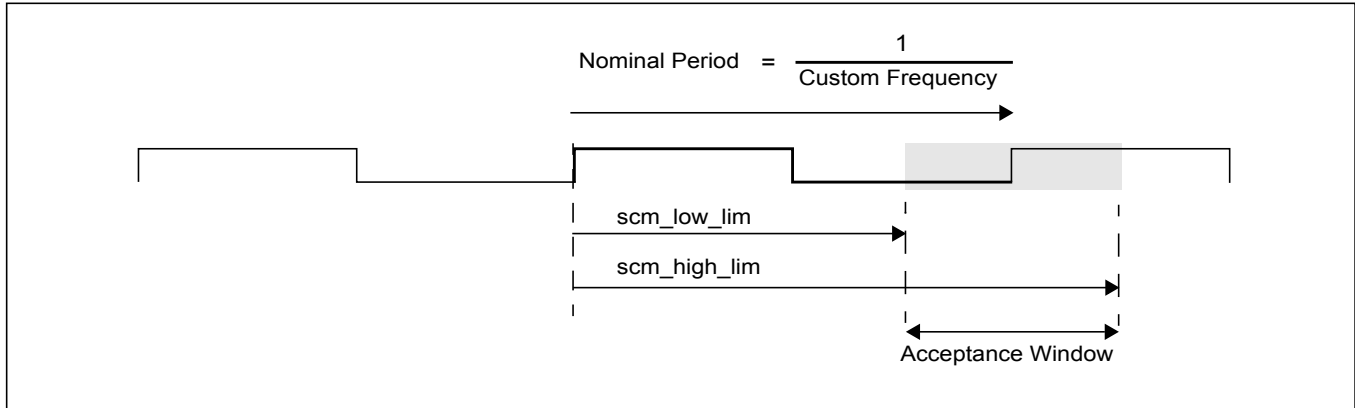 1
Nominal Period =
Custom Frequency
scm_low_lim
scm_high_lim
Acceptance Window